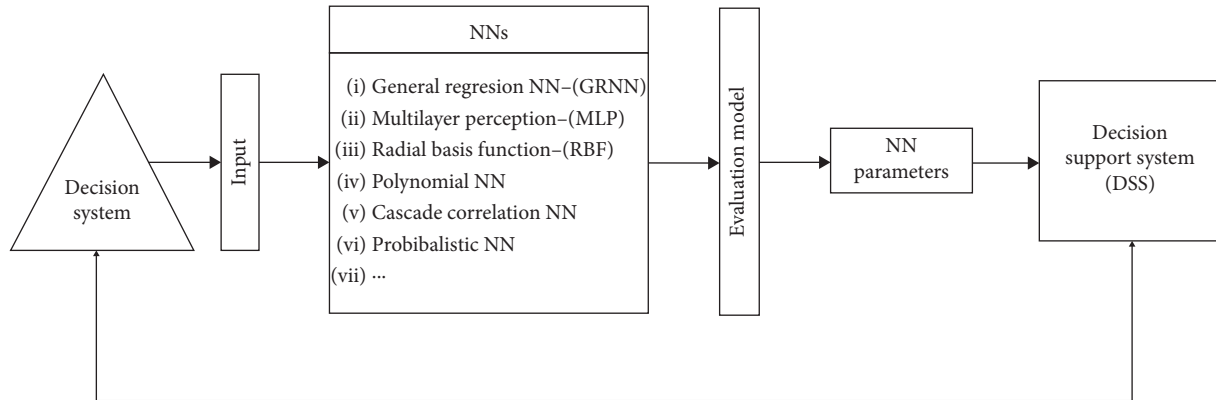 Decision
system
Input
NNs
(i) General regresion NN–(GRNN)
(ii) Multilayer perception–(MLP)
(iii) Radial basis function–(RBF)
(iv) Polynomial NN
(v) Cascade correlation NN
(vi) Probibalistic NN
(vii) ...
Evaluation model
NN
parameters
Decision
support system
(DSS)